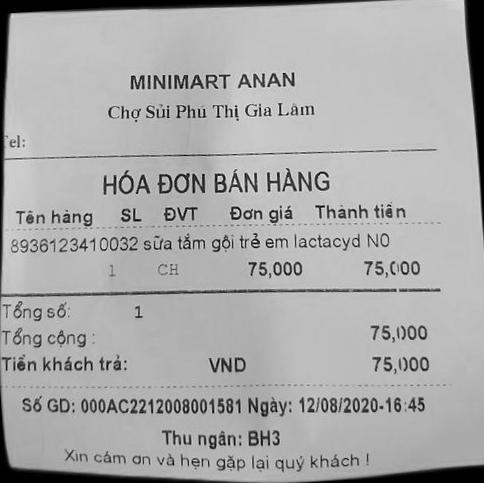 MINIMART ANAN
Chợ Sủi Phú Thị Gia Lâm
Tel:
HÓA ĐƠN BÁN HÀNG
Tên hàng SL ĐVT Đơn giá Thành tiền
8936123410032 sữa tắm gội trẻ em lactacyd N0
1 CH 75,000 75,000
Tổng số: 1
Tổng cộng : 75,000
Tiền khách trả: VND 75,000
Số GD: 000AC2212008001581 Ngày: 12/08/2020-16:45
Thu ngân: BH3
Xin cám ơn và hẹn gặp lại quý khách !